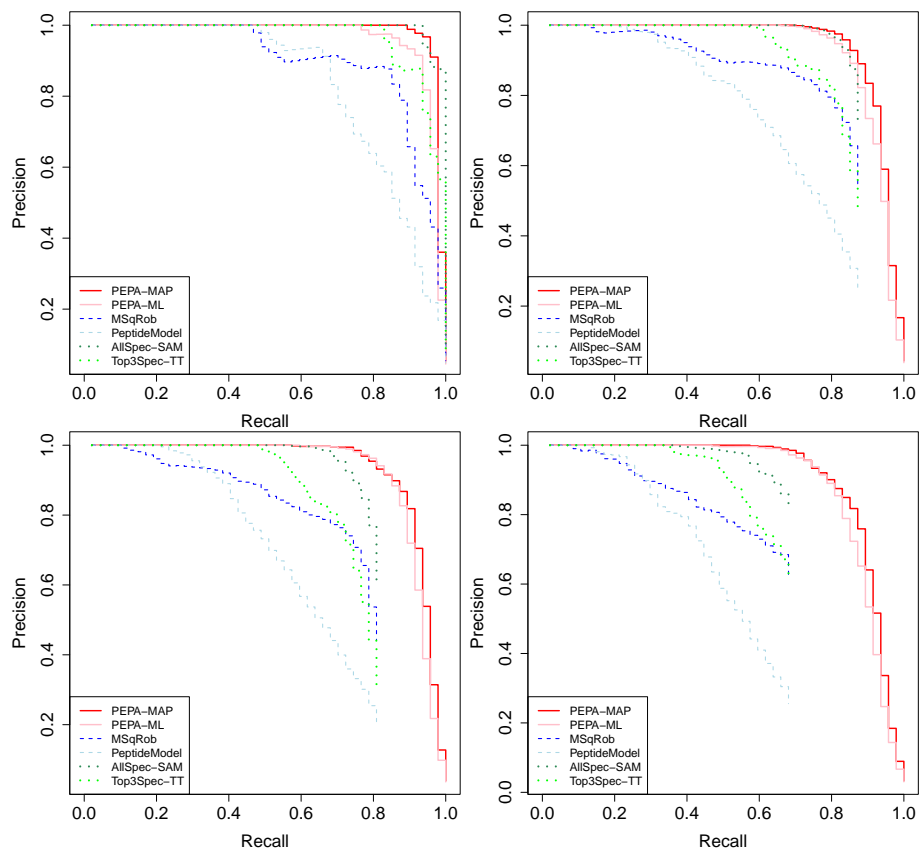 Precision
1.0
0.8
0.6
0.4
0.2
PEPA−MAP
PEPA−ML
MSqRob
PeptideModel
AllSpec−SAM
Top3Spec−TT
0.0 0.2 0.4 0.6 0.8 1.0
Recall
Precision
1.0
0.8
0.6
0.4
0.2
PEPA−MAP
PEPA−ML
MSqRob
PeptideModel
AllSpec−SAM
Top3Spec−TT
0.0 0.2 0.4 0.6 0.8 1.0
Recall
Precision
1.0
0.8
0.6
0.4
0.2
PEPA−MAP
PEPA−ML
MSqRob
PeptideModel
AllSpec−SAM
Top3Spec−TT
0.0 0.2 0.4 0.6 0.8 1.0
Recall
Precision
1.0
0.8
0.6
0.4
0.2
0.0
PEPA−MAP
PEPA−ML
MSqRob
PeptideModel
AllSpec−SAM
Top3Spec−TT
0.0 0.2 0.4 0.6 0.8 1.0
Recall